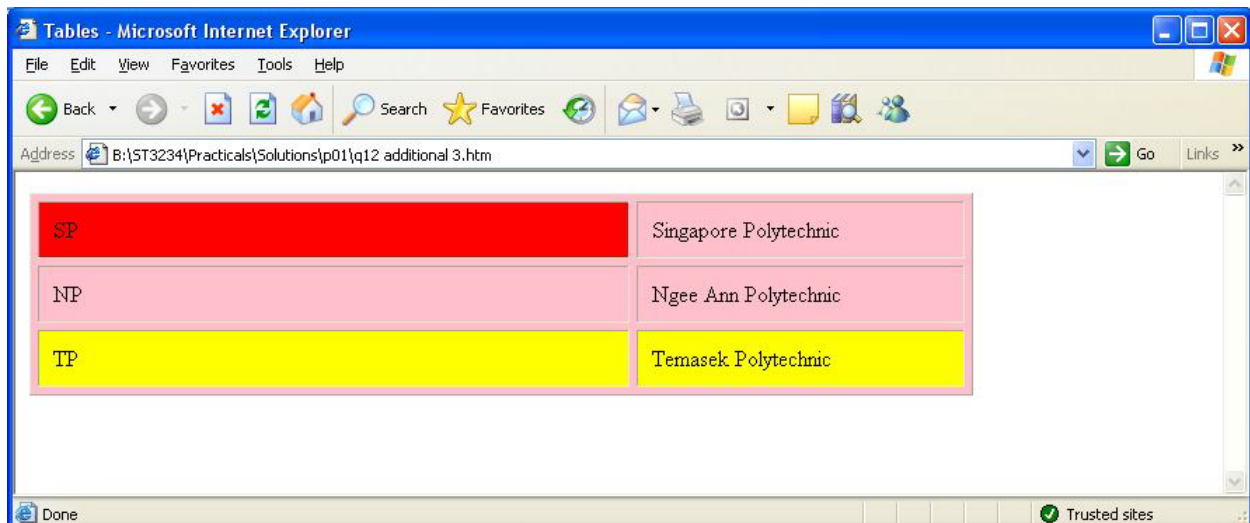 Tables - Microsoft Internet Explorer
File Edit View Favorites Tools Help
Back Search Favorites
Address B:\ST3234\Practicals\Solutions\p01\q12 additional 3.htm Go Links »
SP Singapore Polytechnic
NP Ngee Ann Polytechnic
TP Temasek Polytechnic
Done Trusted sites